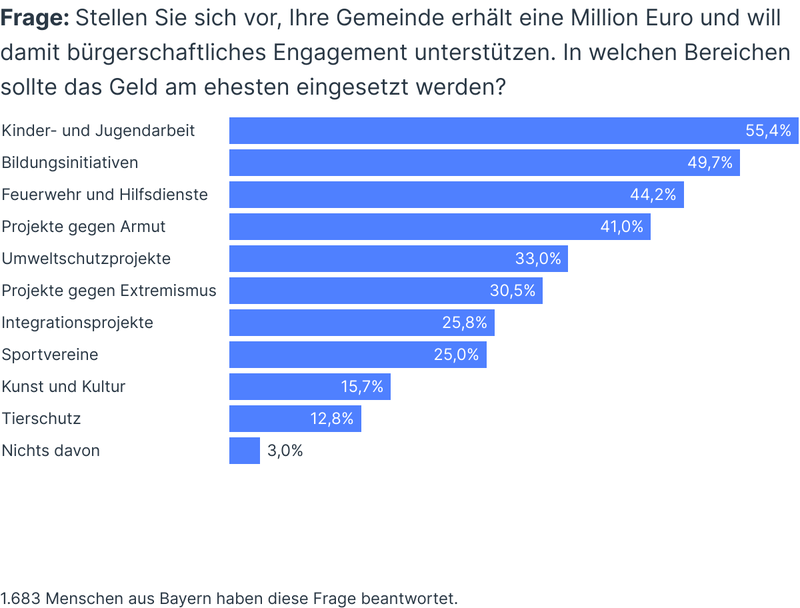 Frage: Stellen Sie sich vor, Ihre Gemeinde erhält eine Million Euro und will
damit bürgerschaftliches Engagement unterstützen. In welchen Bereichen
sollte das Geld am ehesten eingesetzt werden?
Kinder- und Jugendarbeit 55,4%
Bildungsinitiativen 49,7%
Feuerwehr und Hilfsdienste 44,2%
Projekte gegen Armut 41,0%
Umweltschutzprojekte 33,0%
Projekte gegen Extremismus 30,5%
Integrationsprojekte 25,8%
Sportvereine 25,0%
Kunst und Kultur 15,7%
Tierschutz 12,8%
Nichts davon 3,0%
1.683 Menschen aus Bayern haben diese Frage beantwortet.